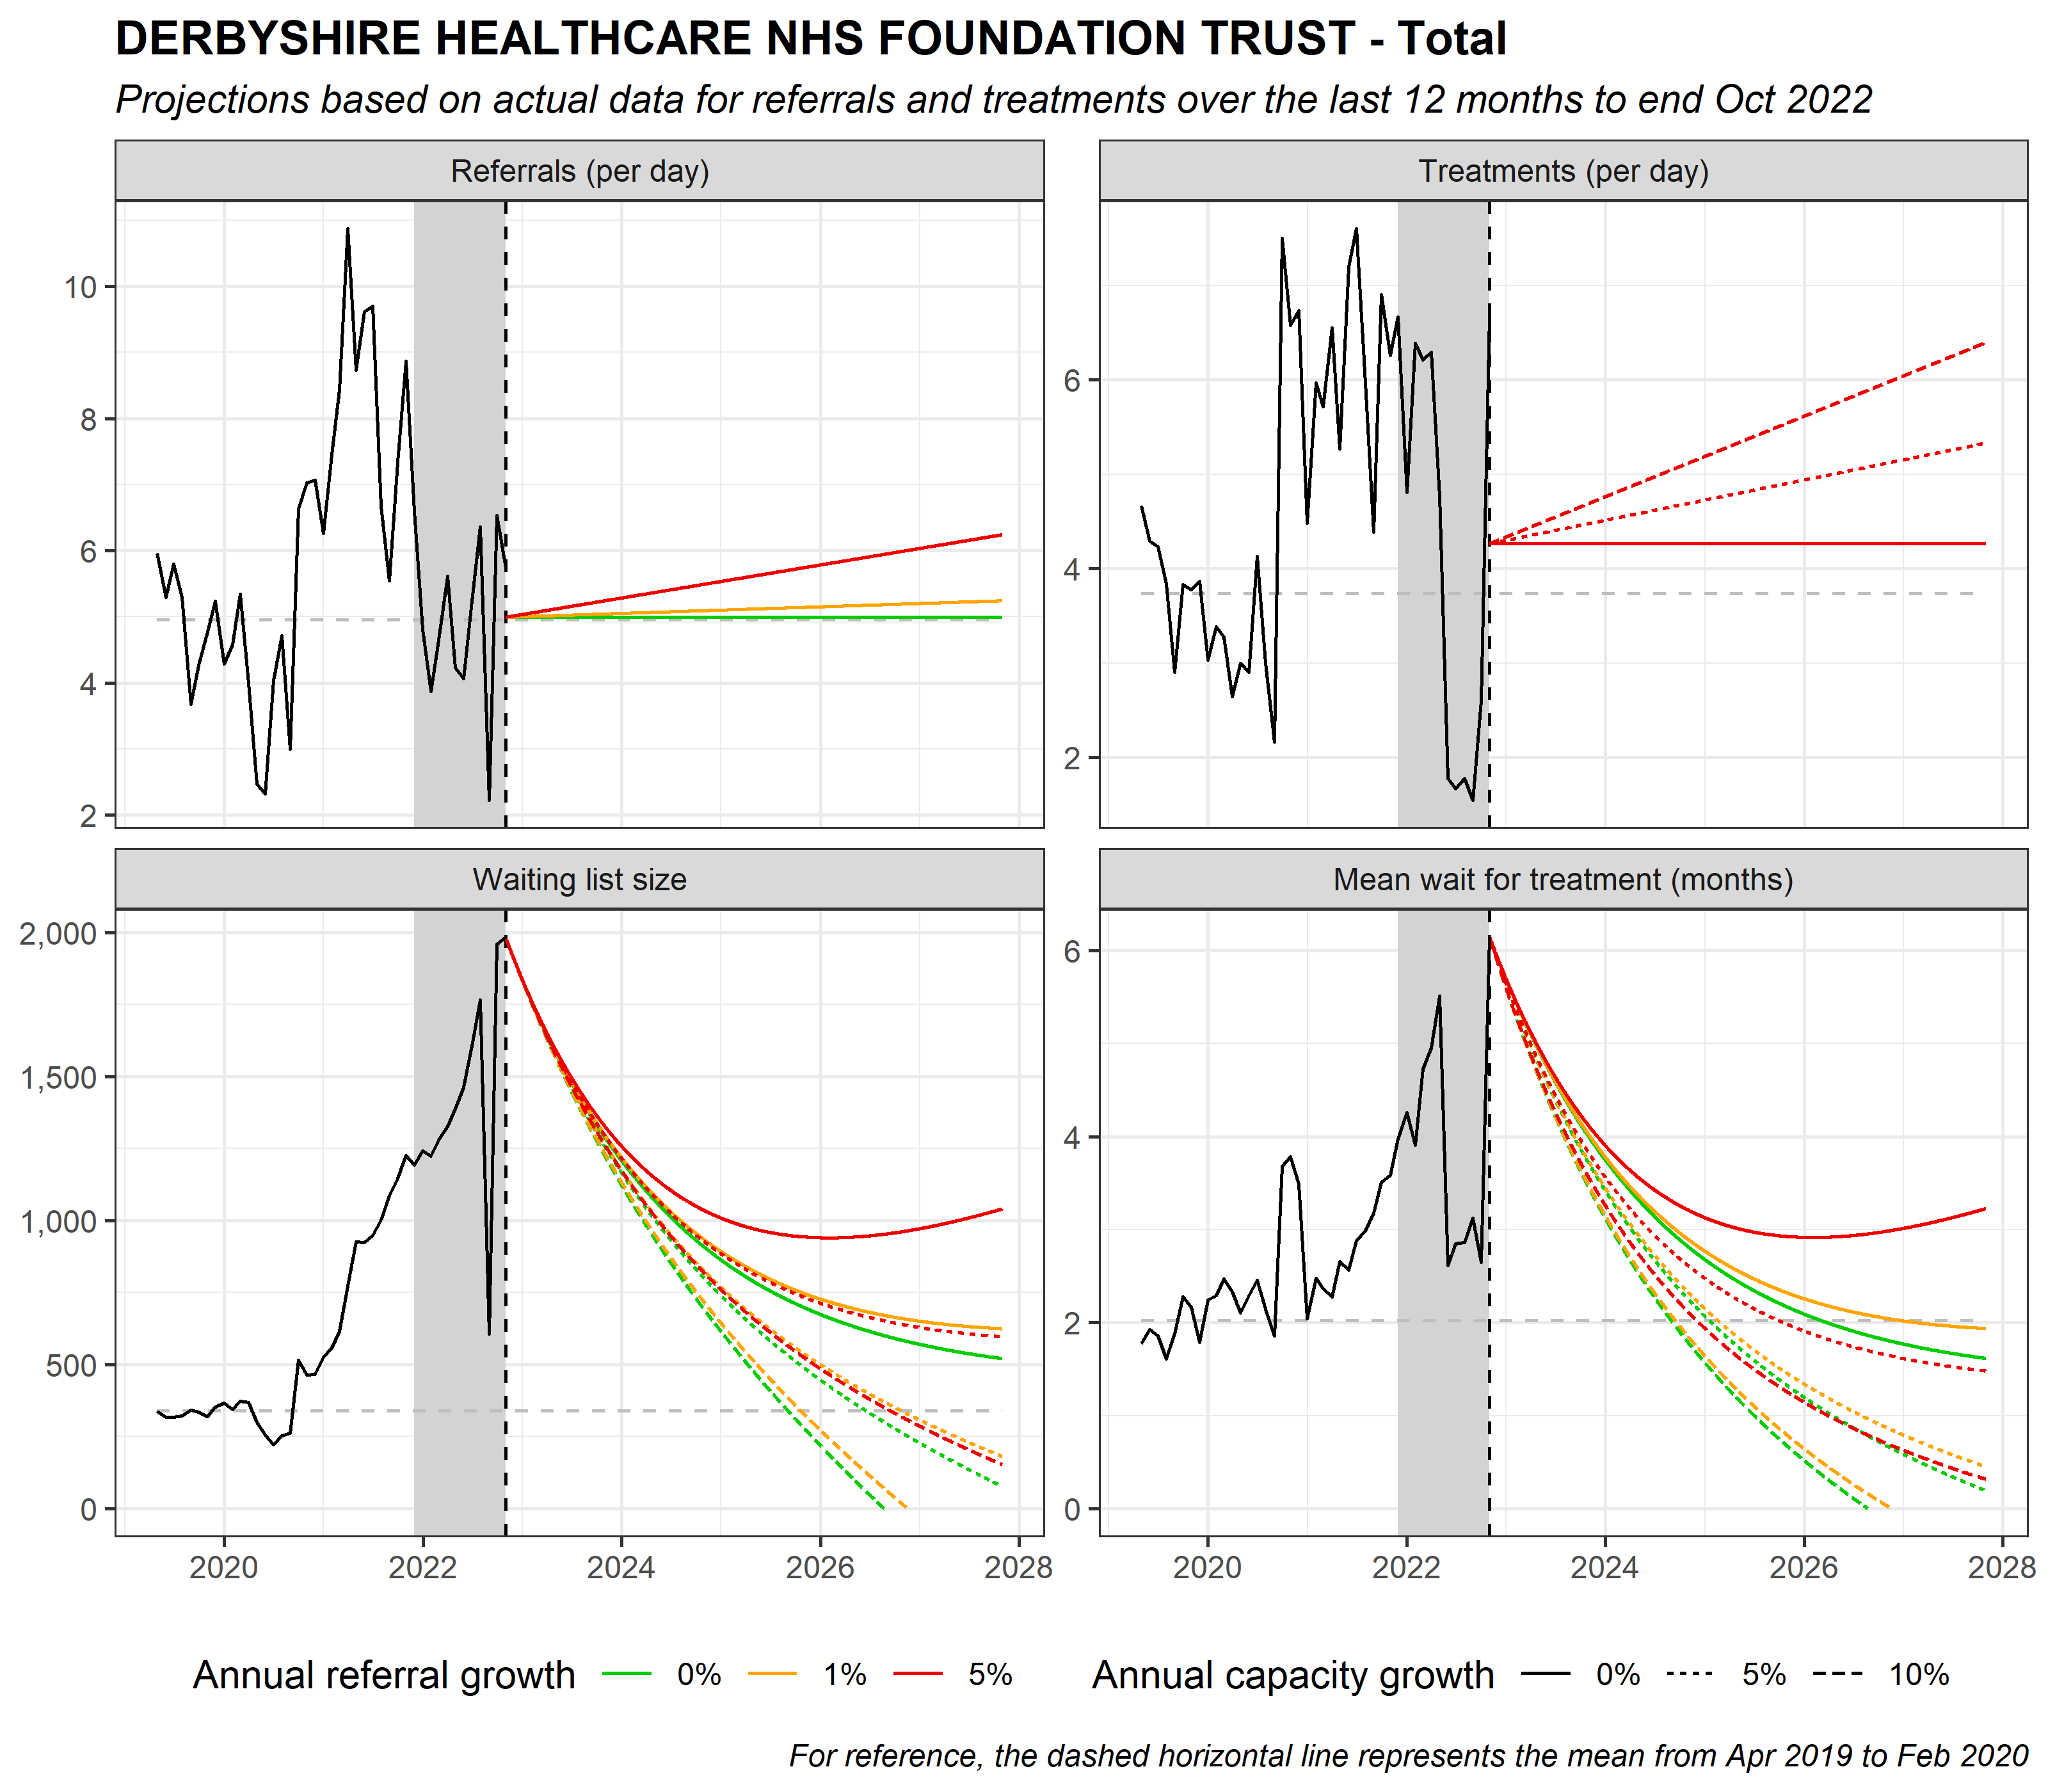 DERBYSHIRE HEALTHCARE NHS FOUNDATION TRUST - Total
Projections based on actual data for referrals and treatments over the last 12 months to end Oct 2022
Referrals (per day)
10
8
6
4
2
Treatments (per day)
6
4
2
Waiting list size
2,000
1,500
1,000
500
0
2020 2022 2024 2026 2028
Mean wait for treatment (months)
6
4
2
0
2020 2022 2024 2026 2028
Annual referral growth 0% 1% 5%
Annual capacity growth 0% 5% 10%
For reference, the dashed horizontal line represents the mean from Apr 2019 to Feb 2020